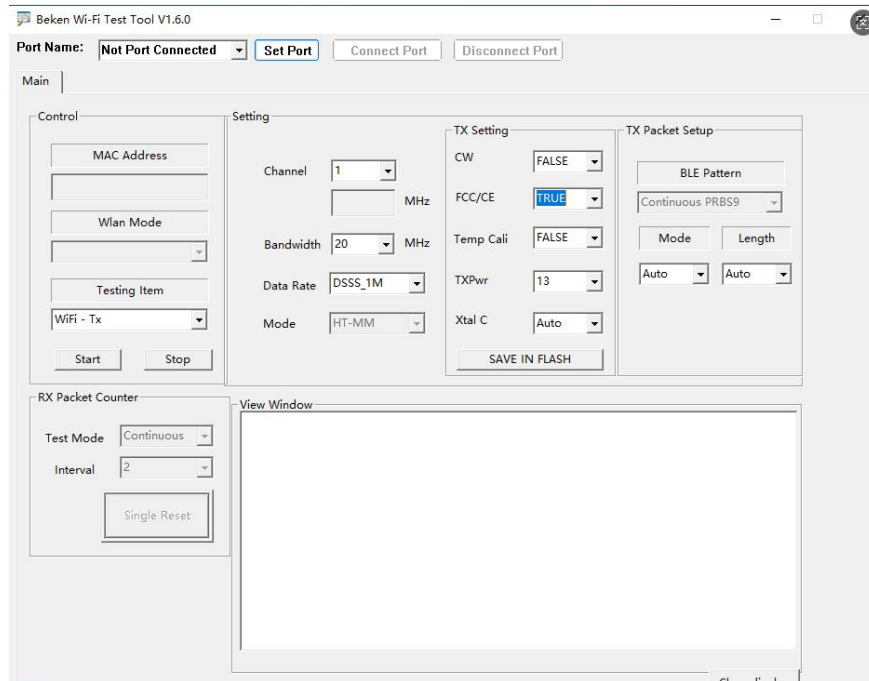 Beken Wi-Fi Test Tool V1.6.0
Port Name: Not Port Connected Set Port Connect Port Disconnect Port
Main
Control
MAC Address
Wlan Mode
Testing Item
WiFi - Tx
Start Stop
Setting
Channel 1
MHz
Bandwidth 20 MHz
Data Rate DSSS_1M
Mode HT-MM
TX Setting
CW FALSE
FCC/CE TRUE
Temp Cali FALSE
TXPwr 13
Xtal C Auto
SAVE IN FLASH
TX Packet Setup
BLE Pattern
Continuous PRBS9
Mode Length
Auto Auto
RX Packet Counter
Test Mode Continuous
Interval 2
Single Reset
View Window